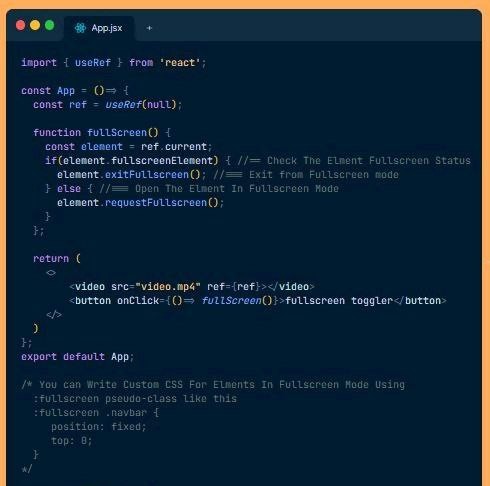 App.jsx +
import { useRef } from 'react';
const App = () => {
const ref = useRef(null);
function fullScreen() {
const element = ref.current;
if(element.fullscreenElement) { //== Check The Elment Fullscreen Status
element.exitFullscreen(); //=== Exit from Fullscreen mode
} else { //=== Open The Elment In Fullscreen Mode
element.requestFullscreen();
}
};
return (
<>
<video src="video.mp4" ref={ref}></video>
<button onClick={()=> fullScreen()}>fullscreen toggler</button>
</>
)
};
export default App;
/* You can Write Custom CSS For Elments In Fullscreen Mode Using
:fullscreen pseudo-class like this
:fullscreen .navbar {
position: fixed;
top: 0;
}
*/